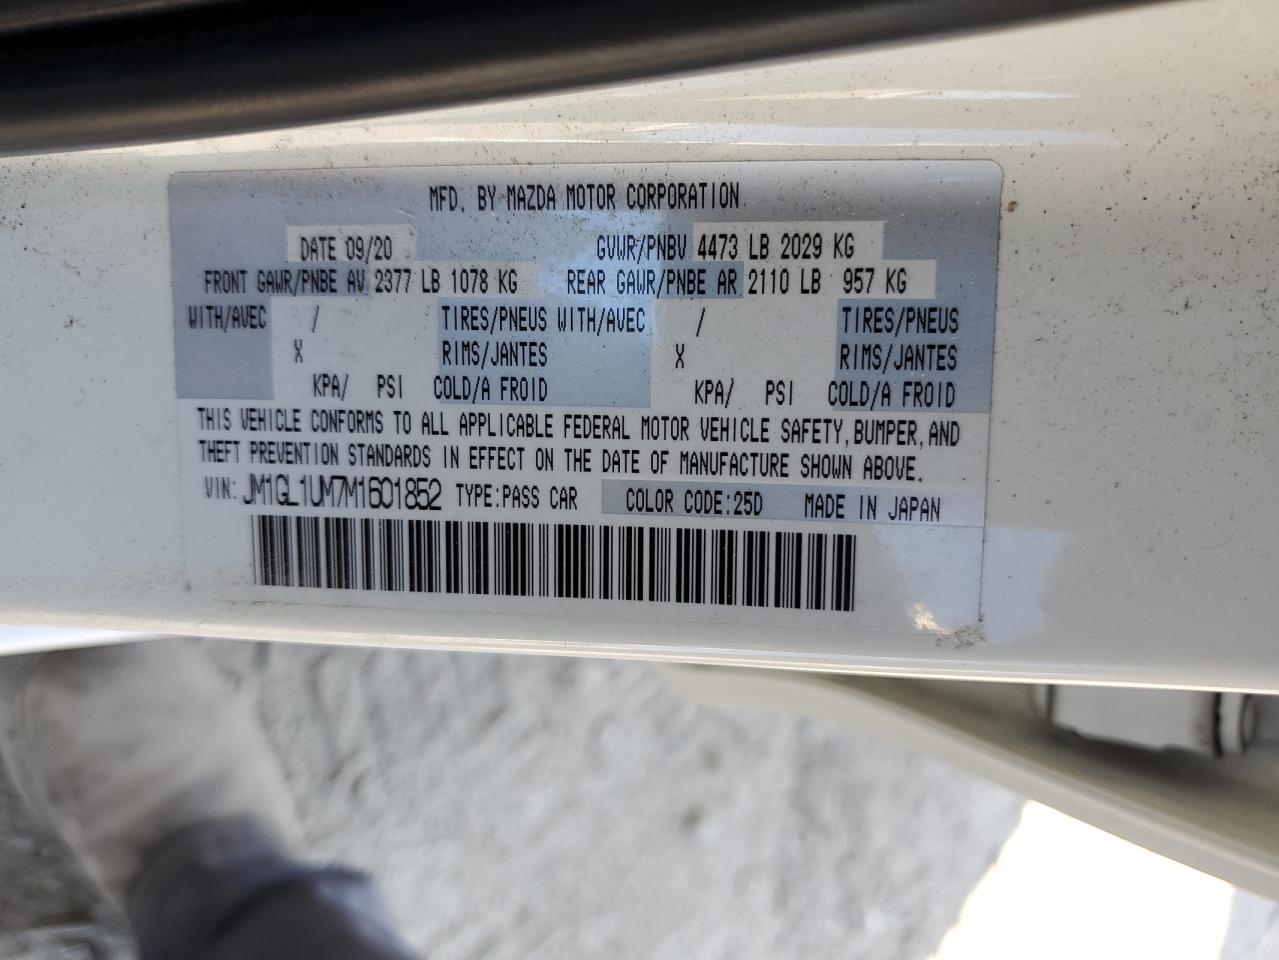 MFD. BY MAZDA MOTOR CORPORATION
DATE 09/20 GVWR/PNBV 4473 LB 2029 KG
FRONT GAWR/PNBE AV 2377 LB 1078 KG REAR GAWR/PNBE AR 2110 LB 957 KG
WITH/AVEC / TIRES/PNEUS WITH/AVEC / TIRES/PNEUS
X RIMS/JANTES X RIMS/JANTES
KPA/ PSI COLD/A FROID KPA/ PSI COLD/A FROID
THIS VEHICLE CONFORMS TO ALL APPLICABLE FEDERAL MOTOR VEHICLE SAFETY, BUMPER, AND
THEFT PREVENTION STANDARDS IN EFFECT ON THE DATE OF MANUFACTURE SHOWN ABOVE.
VIN: JM1GL1UM7M1601852 TYPE:PASS CAR COLOR CODE:25D MADE IN JAPAN